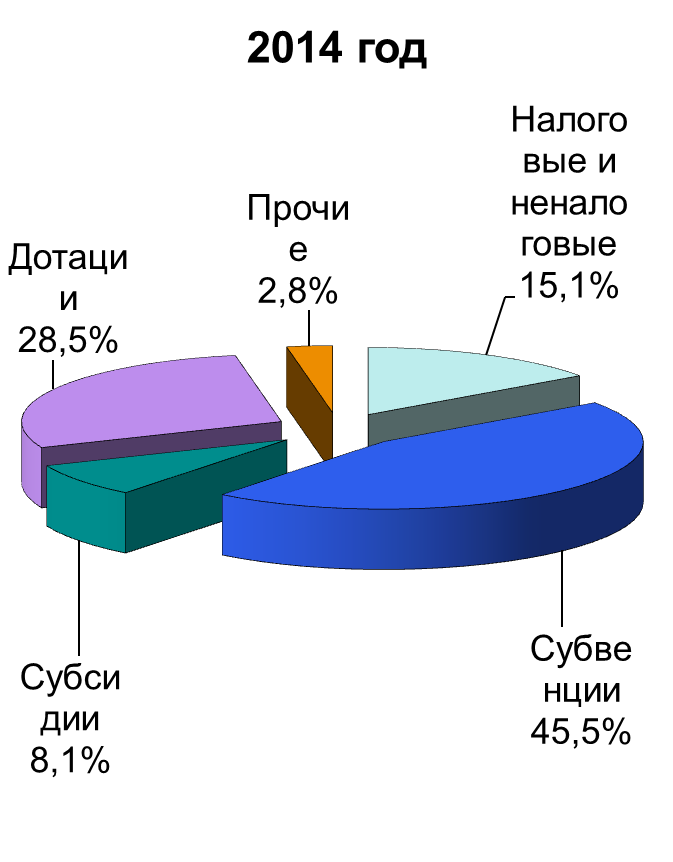 2014 год
Налого
вые и
ненало
говые
15,1%
Прочи
е
2,8%
Дотаци
и
28,5%
Субве
нции
45,5%
Субси
дии
8,1%